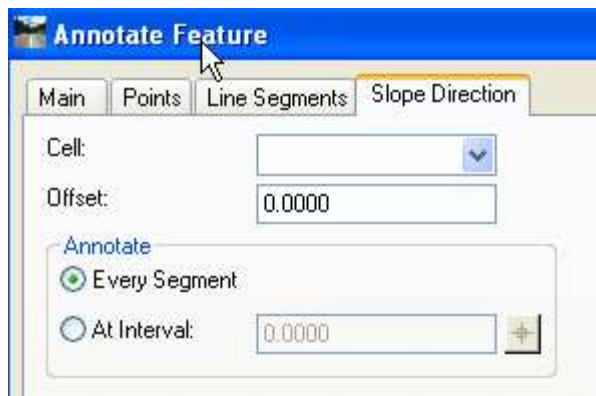 Annotate Feature
Main Points Line Segments Slope Direction
Cell:
Offset: 0.0000
Annotate
Every Segment
At Interval: 0.0000